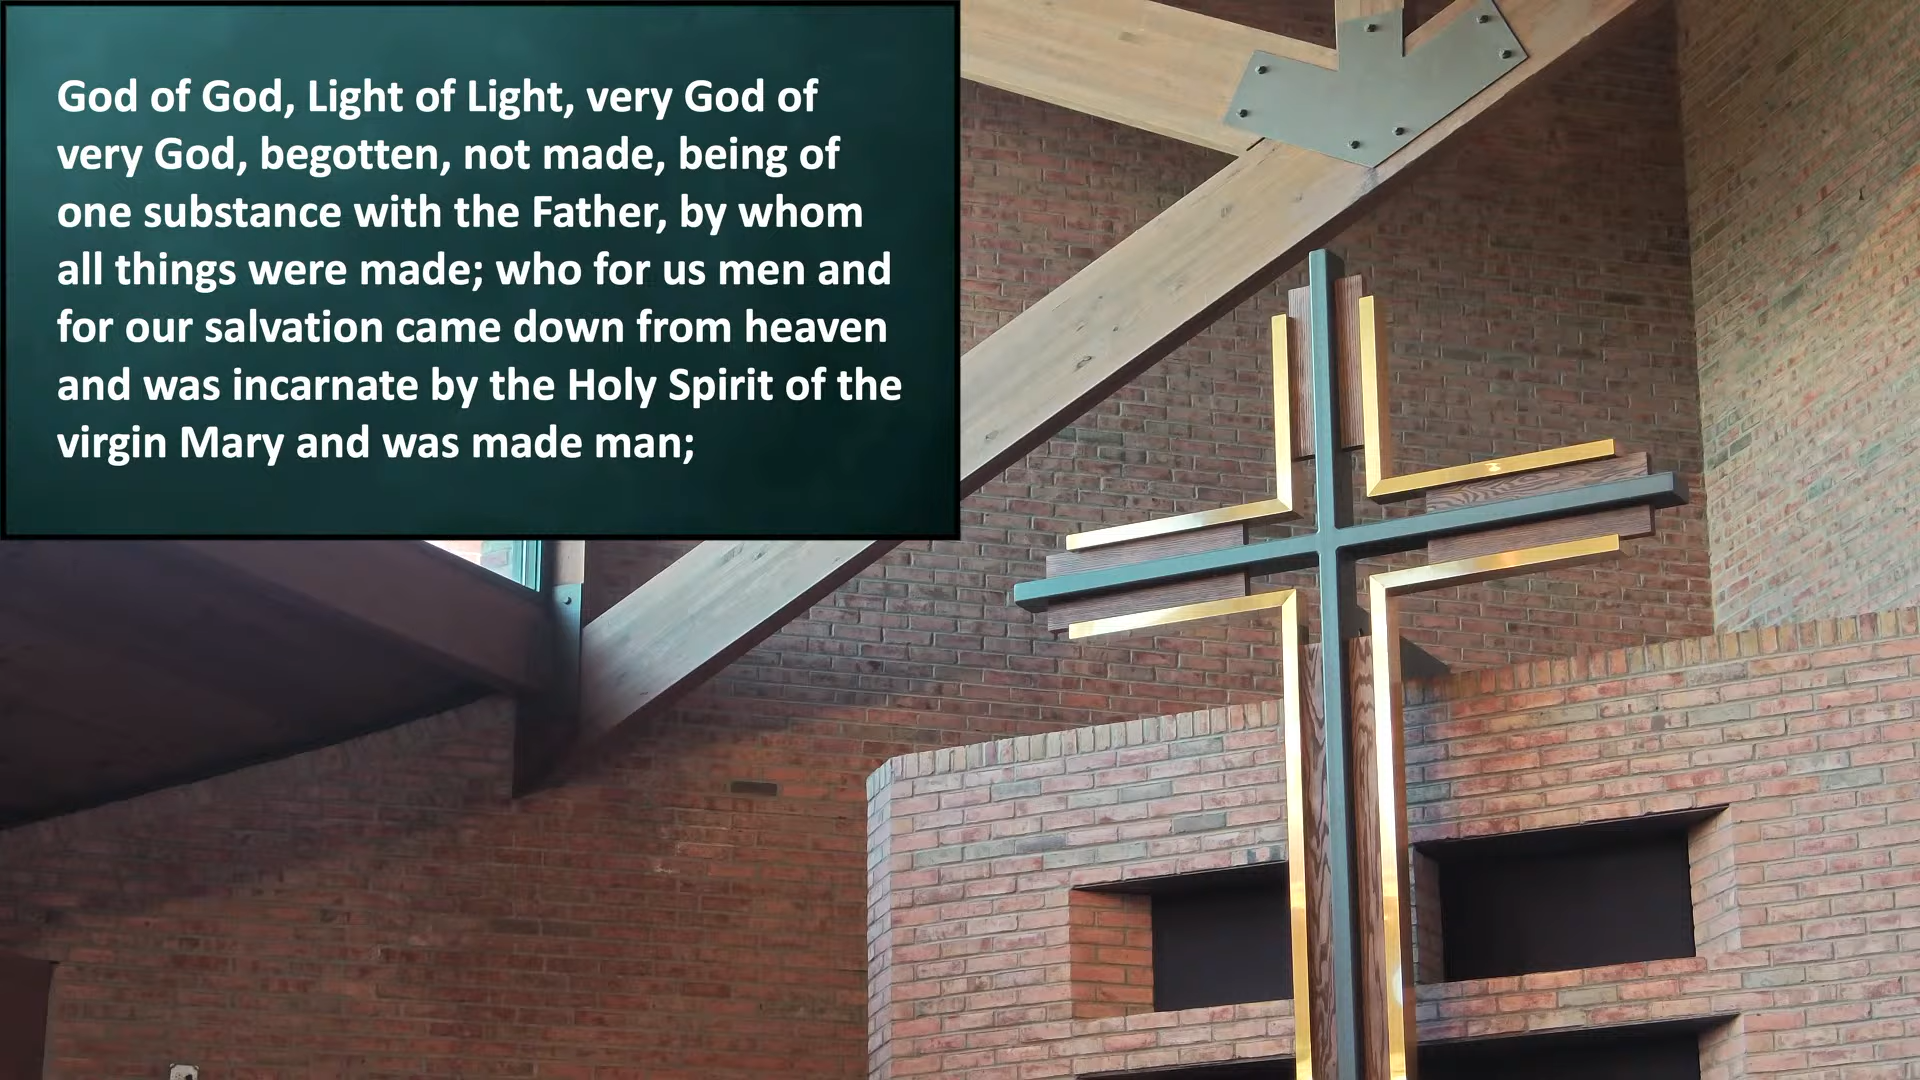 God of God, Light of Light, very God of
very God, begotten, not made, being of
one substance with the Father, by whom
all things were made; who for us men and
for our salvation came down from heaven
and was incarnate by the Holy Spirit of the
virgin Mary and was made man;